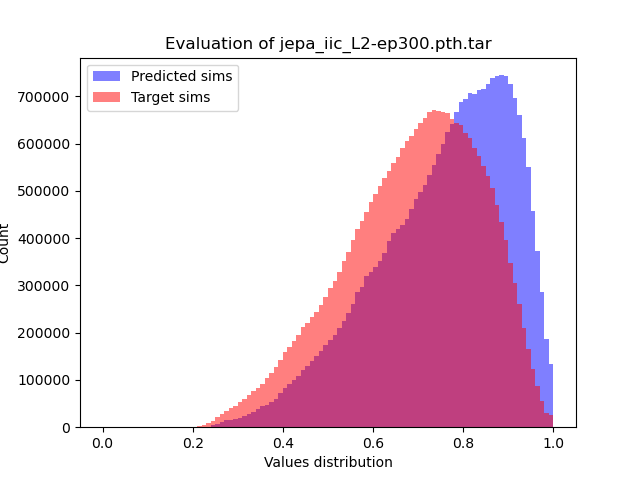 Evaluation of jepa_iic_L2-ep300.pth.tar
Predicted sims
Target sims
700000
600000
500000
400000
300000
200000
100000
0
Count
0.0 0.2 0.4 0.6 0.8 1.0
Values distribution